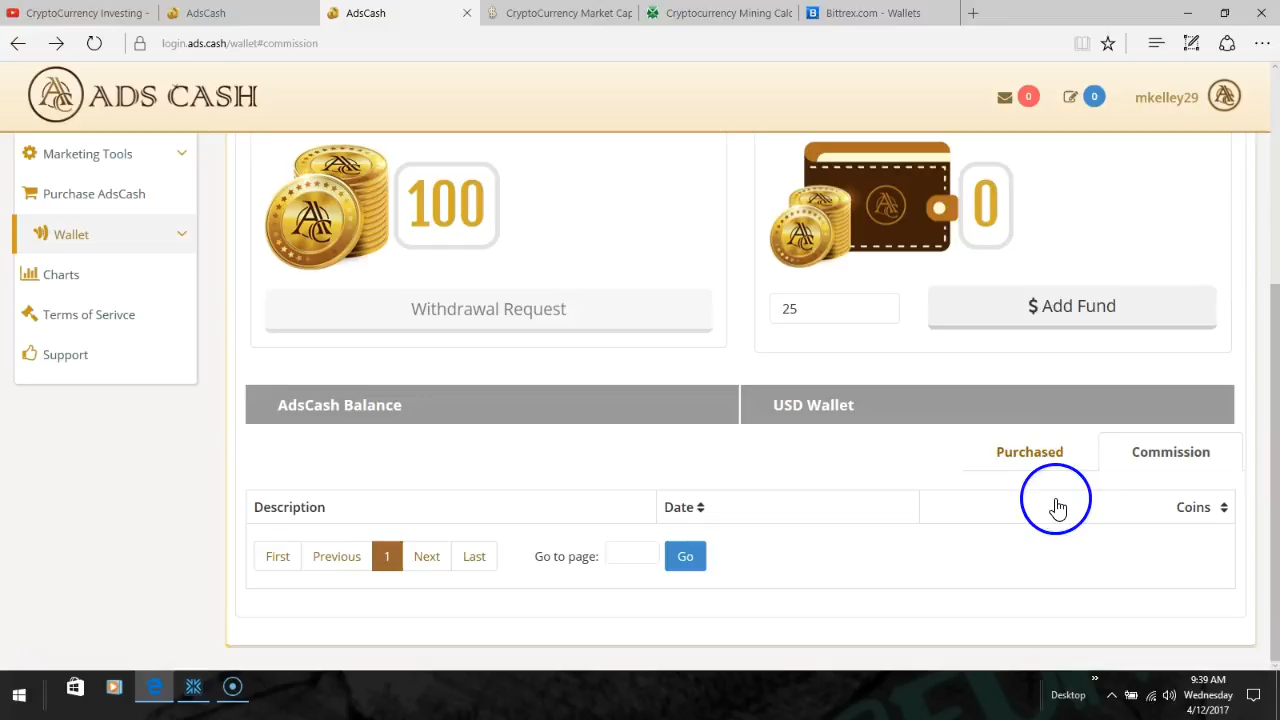 CryptoCurrency Investing -
AdsCash
AdsCash
CryptoCurrency Market Cap
Cryptocurrency Mining Calc
Bittrex.com - Wallets
login.ads.cash/wallet#commission
ADS CASH
0
0
mkelley29
Marketing Tools
Purchase AdsCash
Wallet
Charts
Terms of Serivce
Support
100
0
Withdrawal Request
25
$ Add Fund
AdsCash Balance
USD Wallet
Purchased
Commission
Description
Date
Coins
First
Previous
1
Next
Last
Go to page:
Go
Desktop
9:39 AM
Wednesday
4/12/2017